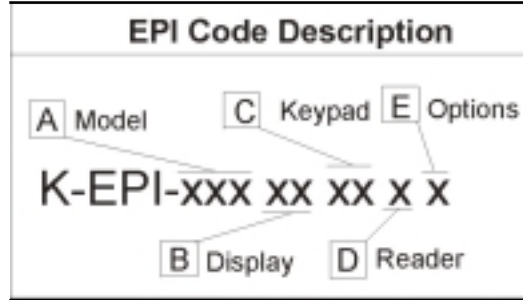 EPI Code Description
A Model C Keypad E Options
K-EPI-xxx xx xx x x
B Display D Reader